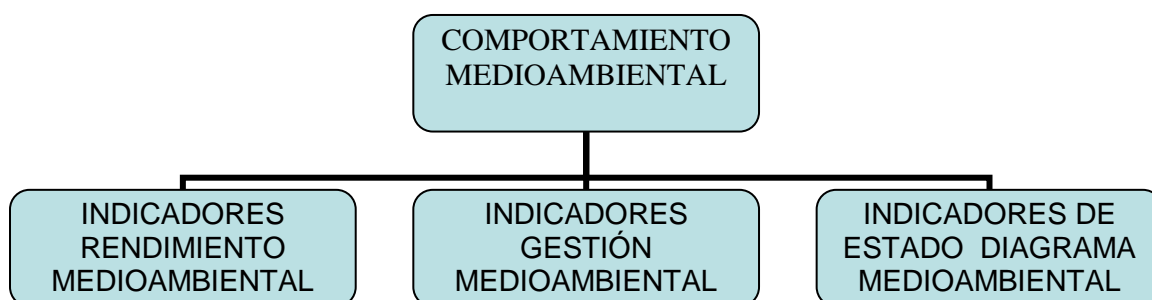 COMPORTAMIENTO
MEDIOAMBIENTAL
INDICADORES
RENDIMIENTO
MEDIOAMBIENTAL
INDICADORES
GESTIÓN
MEDIOAMBIENTAL
INDICADORES DE
ESTADO DIAGRAMA
MEDIOAMBIENTAL